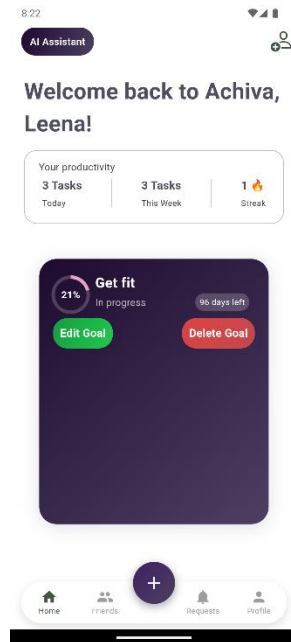 8:22
AI Assistant
Welcome back to Achiva,
Leena!
Your productivity
3 Tasks 3 Tasks 1 🔥
Today This Week Streak
21% Get fit
In progress 96 days left
Edit Goal Delete Goal
+
Home Friends Requests Profile